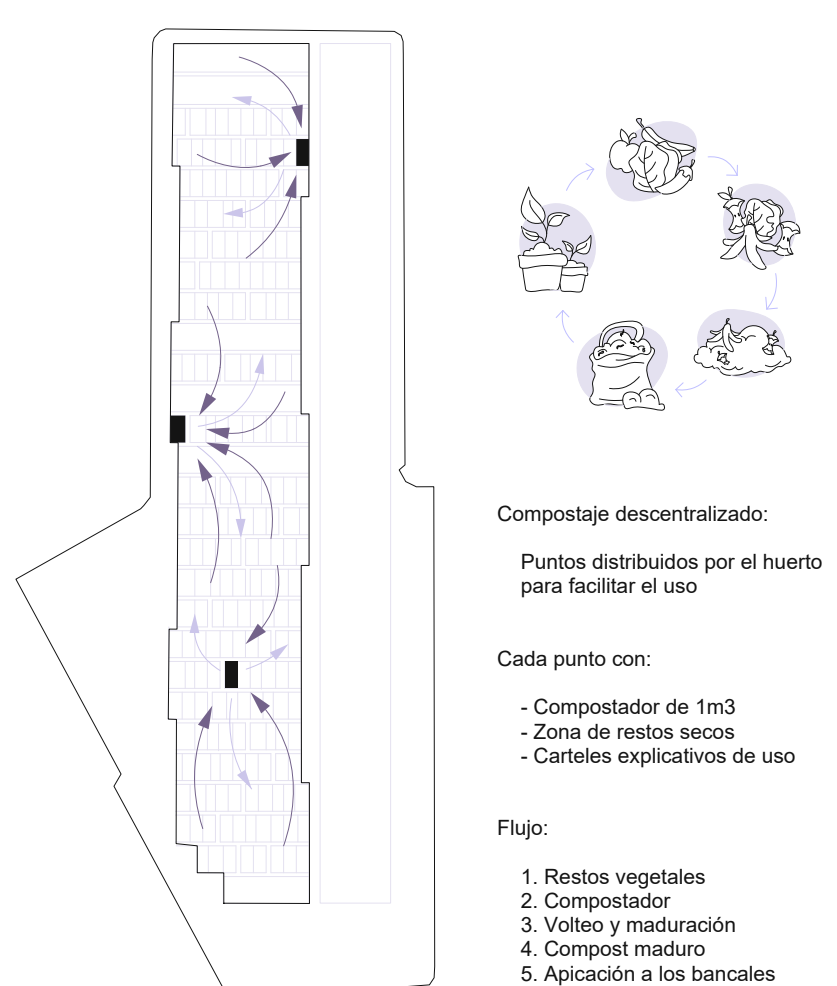 Compostaje descentralizado:
Puntos distribuidos por el huerto
para facilitar el uso
Cada punto con:
- Compostador de 1m3
- Zona de restos secos
- Carteles explicativos de uso
Flujo:
1. Restos vegetales
2. Compostador
3. Volteo y maduración
4. Compost maduro
5. Apicación a los bancales